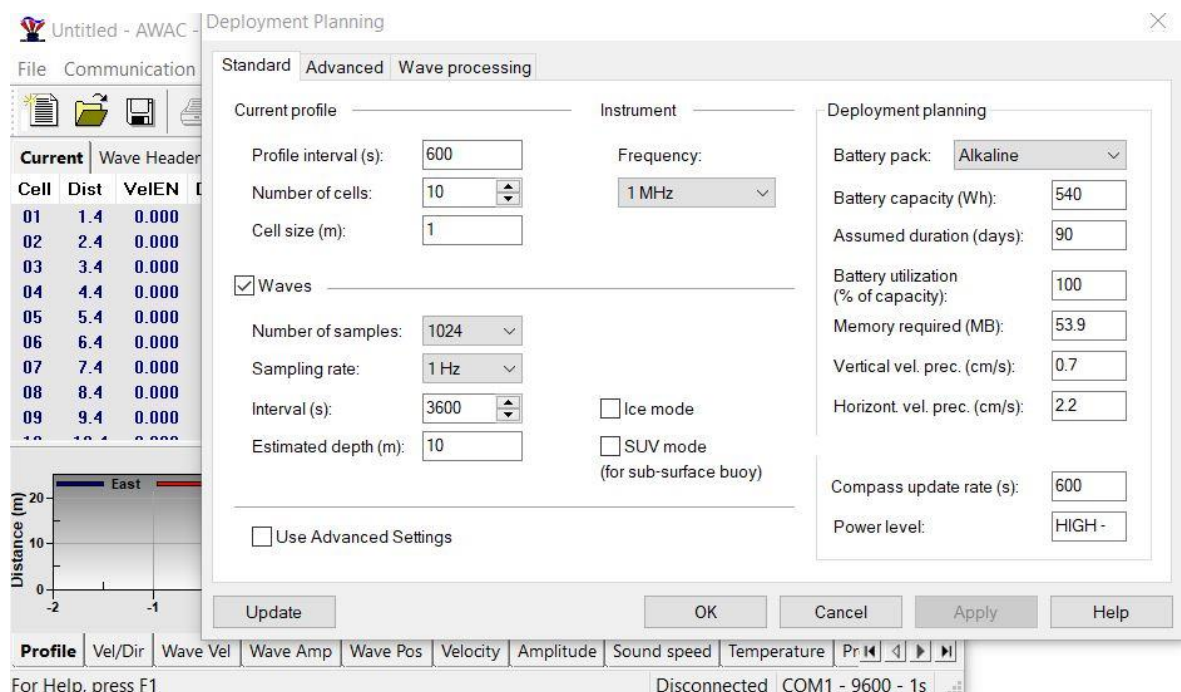 Untitled - AWAC -
Deployment Planning
File Communication
Standard Advanced Wave processing
Current Wave Header
Cell Dist VelEN
01 1.4 0.000
02 2.4 0.000
03 3.4 0.000
04 4.4 0.000
05 5.4 0.000
06 6.4 0.000
07 7.4 0.000
08 8.4 0.000
09 9.4 0.000
East
Distance (m)
20
10
0
-2 -1
Current profile
Profile interval (s): 600
Number of cells: 10
Cell size (m): 1
Waves
Number of samples: 1024
Sampling rate: 1 Hz
Interval (s): 3600
Estimated depth (m): 10
Use Advanced Settings
Instrument
Frequency:
1 MHz
Ice mode
SUV mode
(for sub-surface buoy)
Deployment planning
Battery pack: Alkaline
Battery capacity (Wh): 540
Assumed duration (days): 90
Battery utilization
(% of capacity): 100
Memory required (MB): 53.9
Vertical vel. prec. (cm/s): 0.7
Horizont. vel. prec. (cm/s): 2.2
Compass update rate (s): 600
Power level: HIGH -
Update OK Cancel Apply Help
Profile Vel/Dir Wave Vel Wave Amp Wave Pos Velocity Amplitude Sound speed Temperature Pr
For Help, press F1 Disconnected COM1 - 9600 - 1s